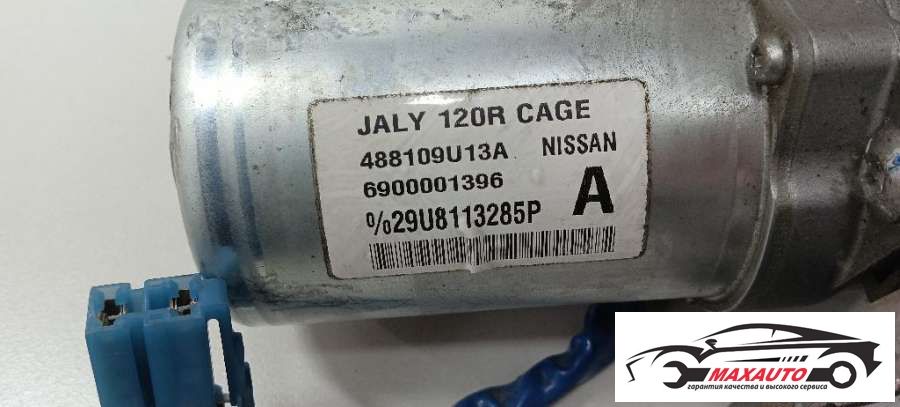 JALY 120R CAGE
488109U13A NISSAN
6900001396
A
%29U8113285P
MAXAUTO
гарантия качества и высокого сервиса